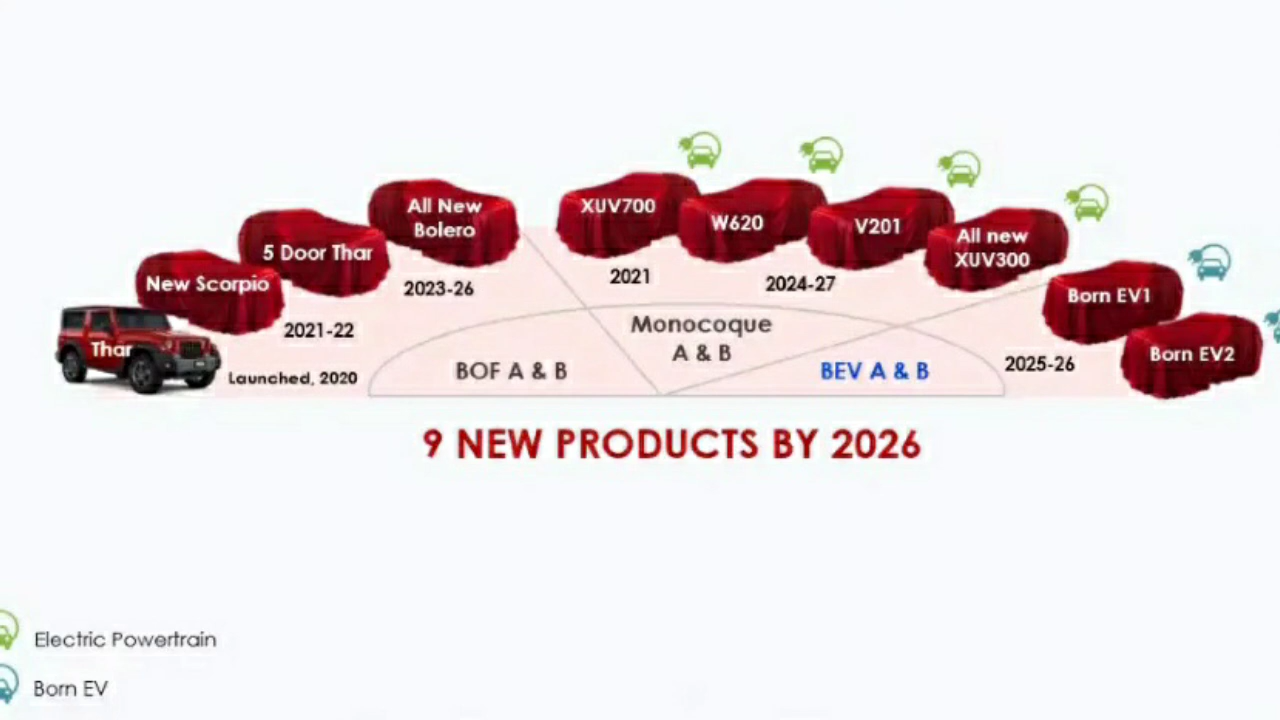 All New
Bolero
XUV700
W620
V201
All new
XUV300
5 Door Thar
New Scorpio
Born EV1
Born EV2
Thar
2023-26
2021
2024-27
2021-22
Launched, 2020
2025-26
Monocoque
A & B
BOF A & B
BEV A & B
9 NEW PRODUCTS BY 2026
Electric Powertrain
Born EV